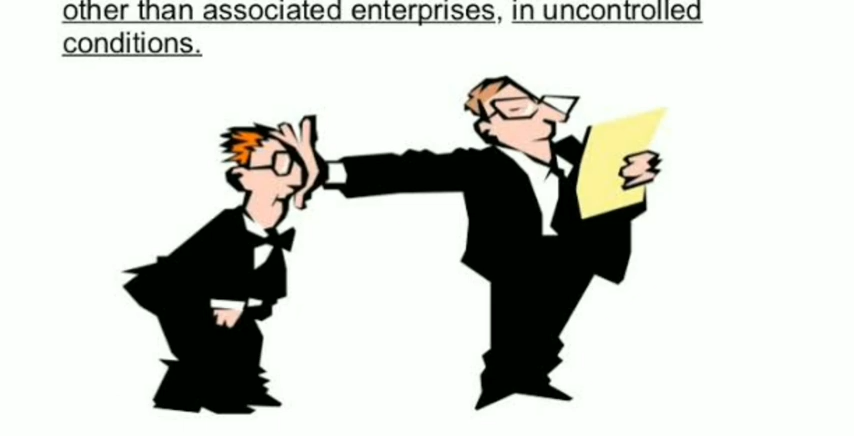 other than associated enterprises, in uncontrolled
conditions.